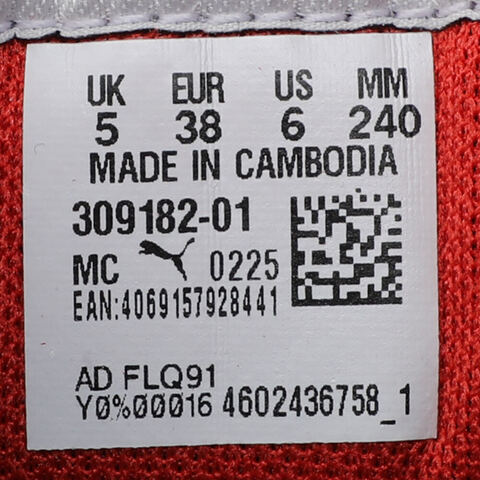 UK EUR US MM
5 38 6 240
MADE IN CAMBODIA
309182-01
MC 0225
EAN:4069157928441
AD FLQ91
Y0%00016 4602436758_1